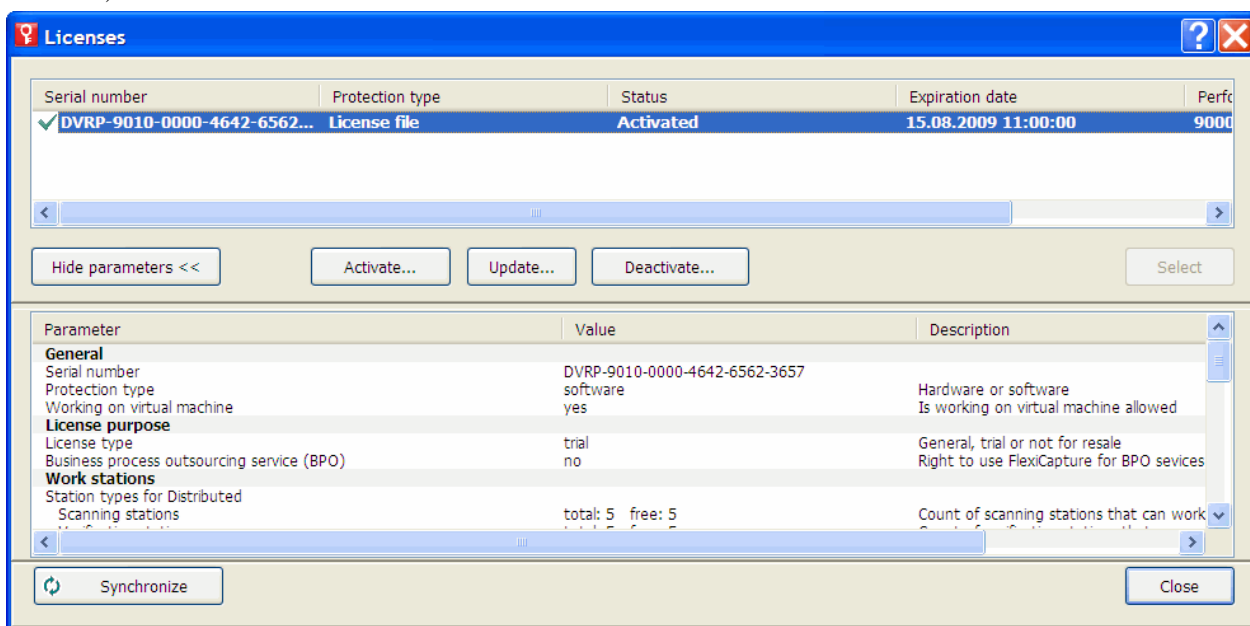 Licenses
Serial number Protection type Status Expiration date Perfo
DVRP-9010-0000-4642-6562... License file Activated 15.08.2009 11:00:00 9000
Hide parameters << Activate... Update... Deactivate... Select
Parameter Value Description
General
Serial number DVRP-9010-0000-4642-6562-3657
Protection type software Hardware or software
Working on virtual machine yes Is working on virtual machine allowed
License purpose
License type trial General, trial or not for resale
Business process outsourcing service (BPO) no Right to use FlexiCapture for BPO sevices
Work stations
Station types for Distributed
Scanning stations total: 5 free: 5 Count of scanning stations that can work
Synchronize Close